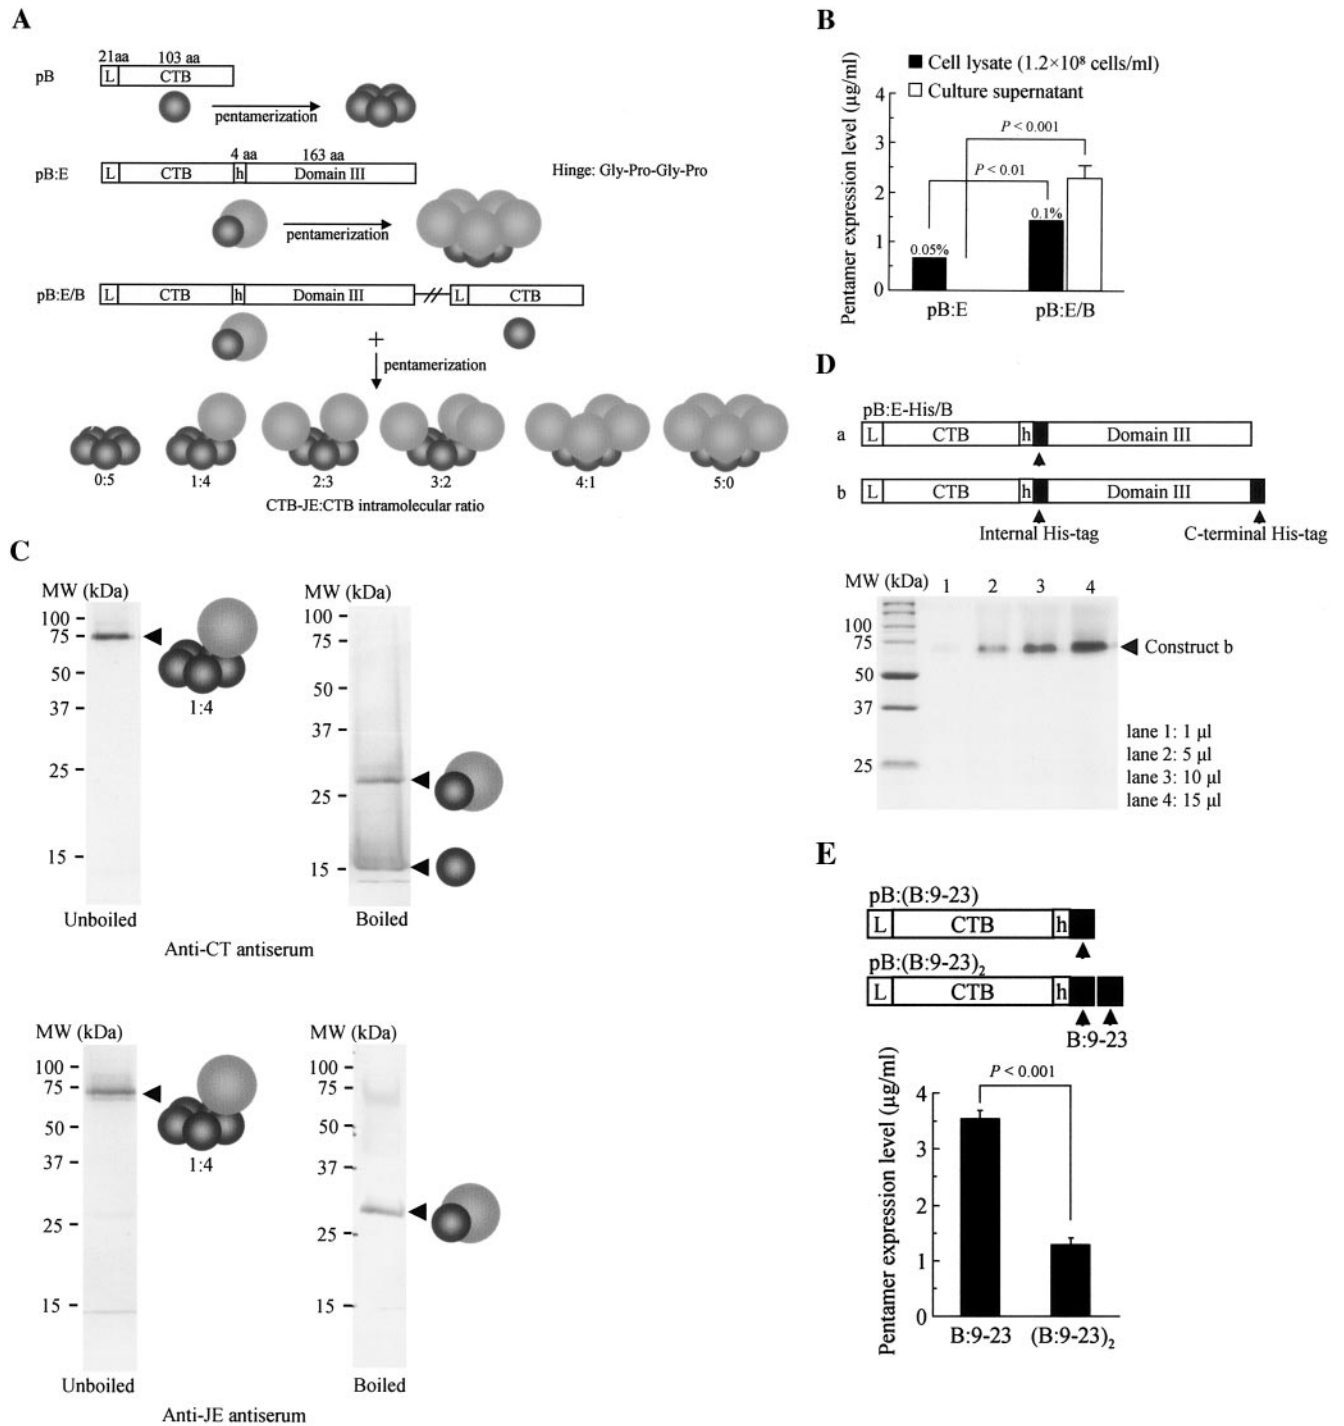 A
21aa 103 aa
pB L CTB
pentamerization
4 aa 163 aa
pB:E L CTB h Domain III
Hinge: Gly-Pro-Gly-Pro
pentamerization
pB:E/B L CTB h Domain III L CTB
+
pentamerization
0:5 1:4 2:3 3:2 4:1 5:0
CTB-JE:CTB intramolecular ratio
B
Cell lysate (1.2×10⁸ cells/ml)
Culture supernatant
Pentamer expression level (μg/ml)
4
3
2
1
0
P < 0.001
P < 0.01
0.05%
0.1%
pB:E pB:E/B
C
MW (kDa)
100
75
50
37
25
15
1:4
Unboiled
MW (kDa)
100
75
50
37
25
15
Boiled
Anti-CT antiserum
MW (kDa)
100
75
50
37
25
15
1:4
Unboiled
MW (kDa)
100
75
50
37
25
15
Boiled
Anti-JE antiserum
D
pB:E-His/B
a L CTB h Domain III
b L CTB h Domain III
Internal His-tag C-terminal His-tag
MW (kDa) 1 2 3 4
100
75
50
37
25
Construct b
lane 1: 1 μl
lane 2: 5 μl
lane 3: 10 μl
lane 4: 15 μl
E
pB:(B:9-23)
L CTB h
pB:(B:9-23)₂
L CTB h
B:9-23
Pentamer expression level (μg/ml)
4
3
2
1
0
P < 0.001
B:9-23 (B:9-23)₂